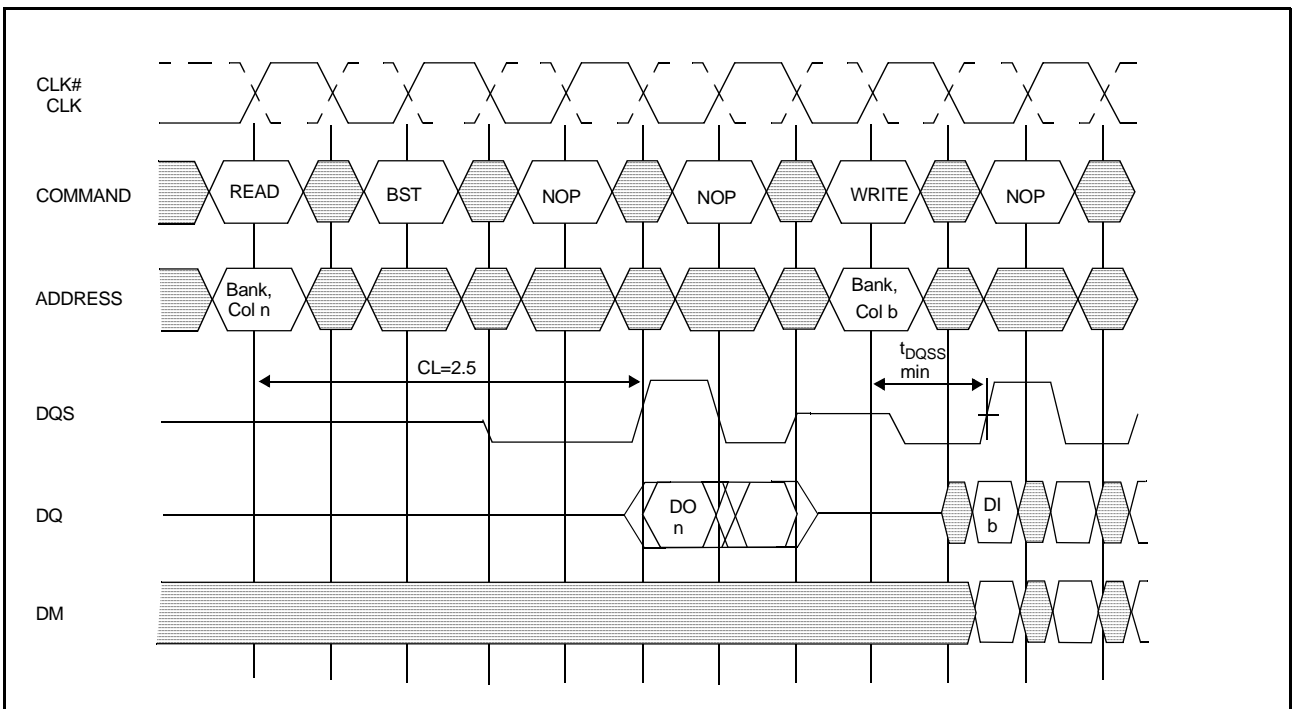 CLK#
CLK
COMMAND
READ
BST
NOP
NOP
WRITE
NOP
ADDRESS
Bank,
Col n
Bank,
Col b
CL=2.5
tDQSS
min
DQS
DQ
DO
n
DI
b
DM